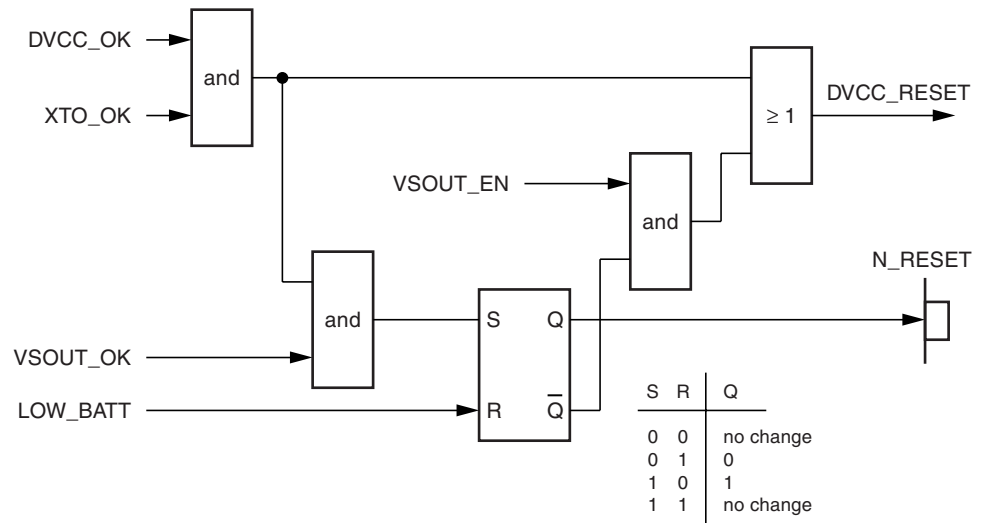 DVCC_OK
and
XTO_OK
≥ 1
DVCC_RESET
VSOUT_EN
and
N_RESET
and
S Q
VSOUT_OK
LOW_BATT
R Q̅
S R Q
0 0 no change
0 1 0
1 0 1
1 1 no change